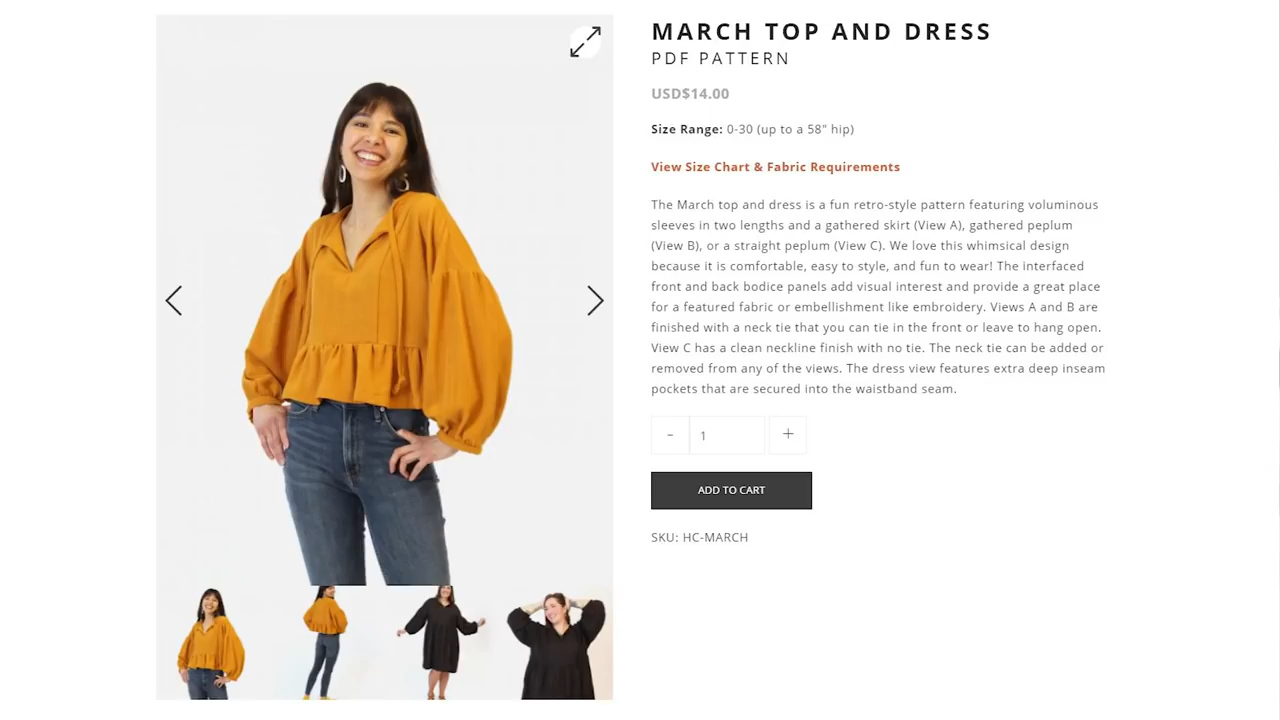 MARCH TOP AND DRESS
PDF PATTERN
USD$14.00
Size Range: 0-30 (up to a 58" hip)
View Size Chart & Fabric Requirements
The March top and dress is a fun retro-style pattern featuring voluminous
sleeves in two lengths and a gathered skirt (View A), gathered peplum
(View B), or a straight peplum (View C). We love this whimsical design
because it is comfortable, easy to style, and fun to wear! The interfaced
front and back bodice panels add visual interest and provide a great place
for a featured fabric or embellishment like embroidery. Views A and B are
finished with a neck tie that you can tie in the front or leave to hang open.
View C has a clean neckline finish with no tie. The neck tie can be added or
removed from any of the views. The dress view features extra deep inseam
pockets that are secured into the waistband seam.
- 1 +
ADD TO CART
SKU: HC-MARCH